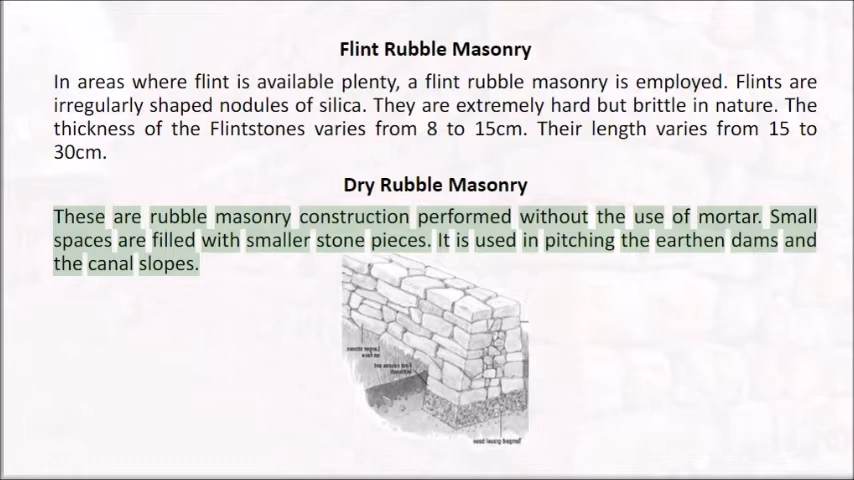 Flint Rubble Masonry
In areas where flint is available plenty, a flint rubble masonry is employed. Flints are
irregularly shaped nodules of silica. They are extremely hard but brittle in nature. The
thickness of the Flintstones varies from 8 to 15cm. Their length varies from 15 to
30cm.
Dry Rubble Masonry
These are rubble masonry construction performed without the use of mortar. Small
spaces are filled with smaller stone pieces. It is used in pitching the earthen dams and
the canal slopes.